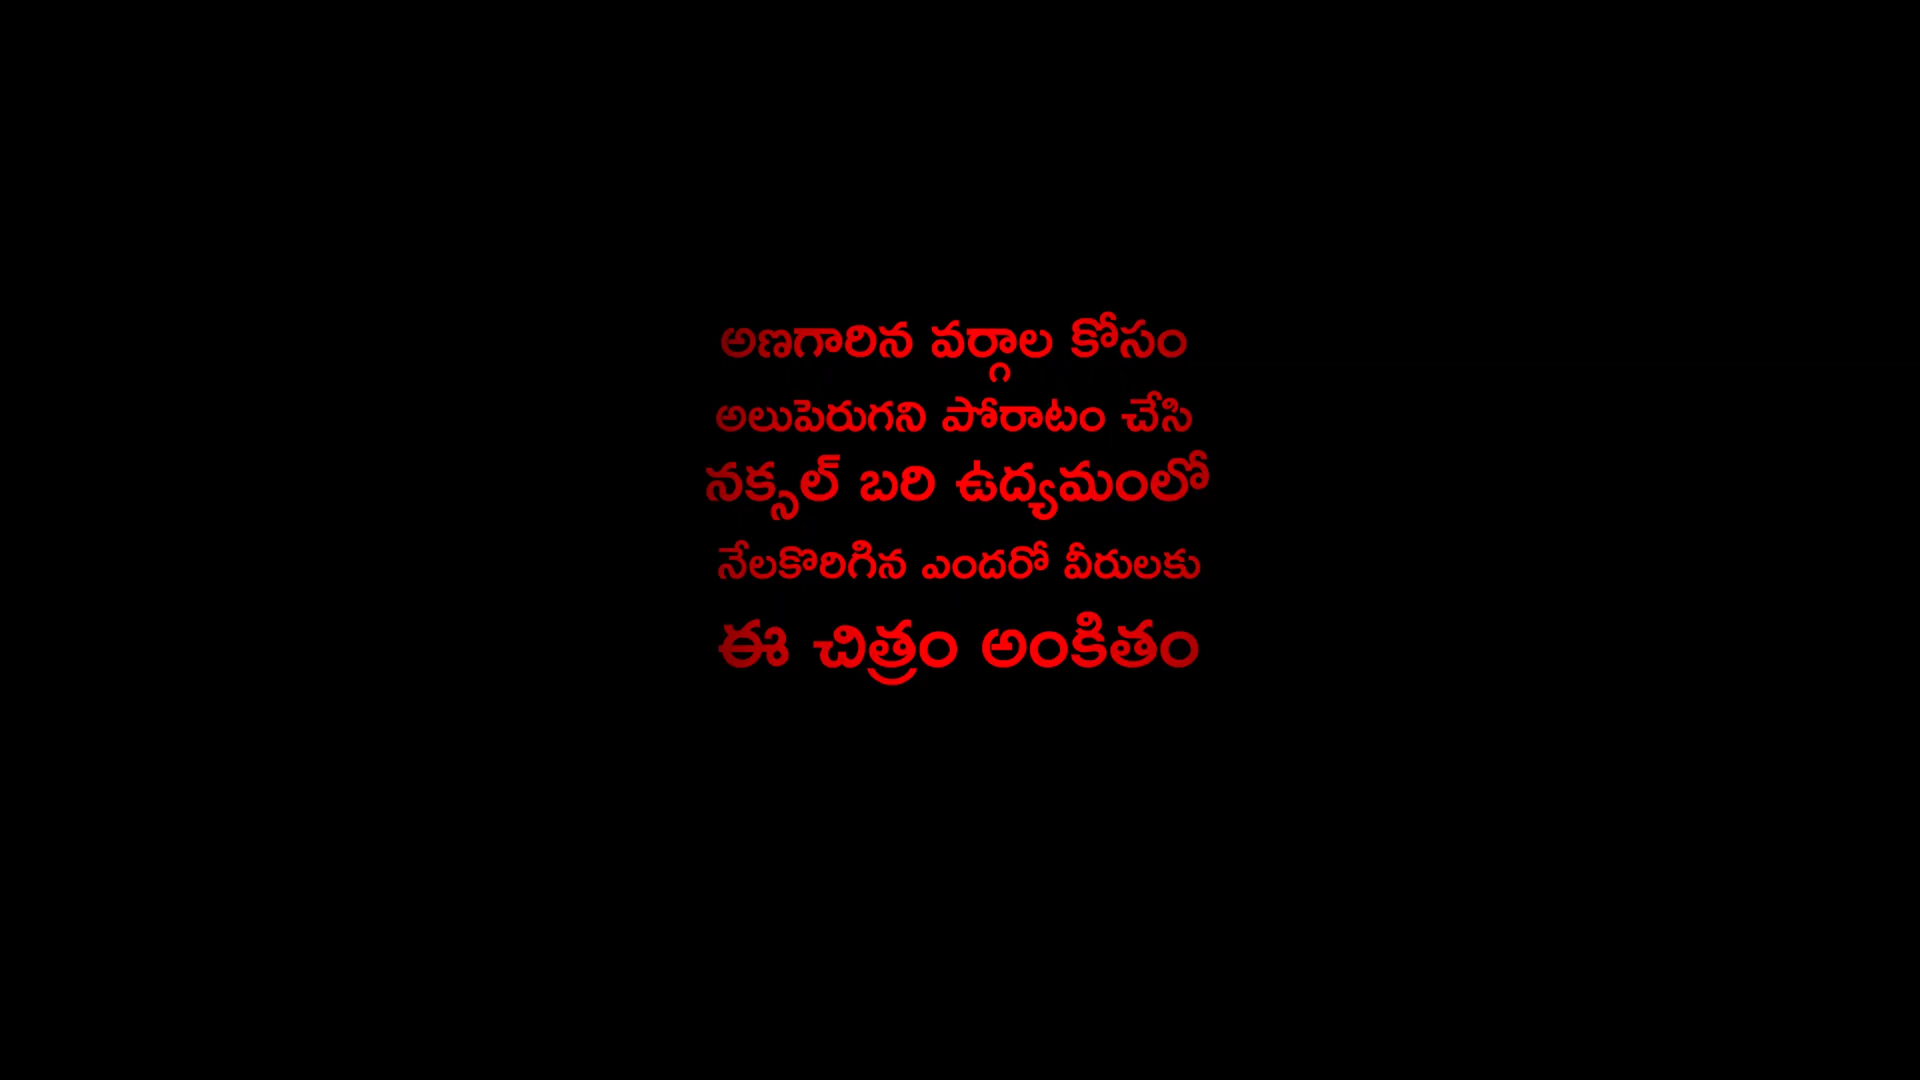 అణగారిన వర్గాల కోసం
అలుపెరుగని పోరాటం చేసి
నక్సల్ బరి ఉద్యమంలో
నేలకొరిగిన ఎందరో వీరులకు
ఈ చిత్రం అంకితం